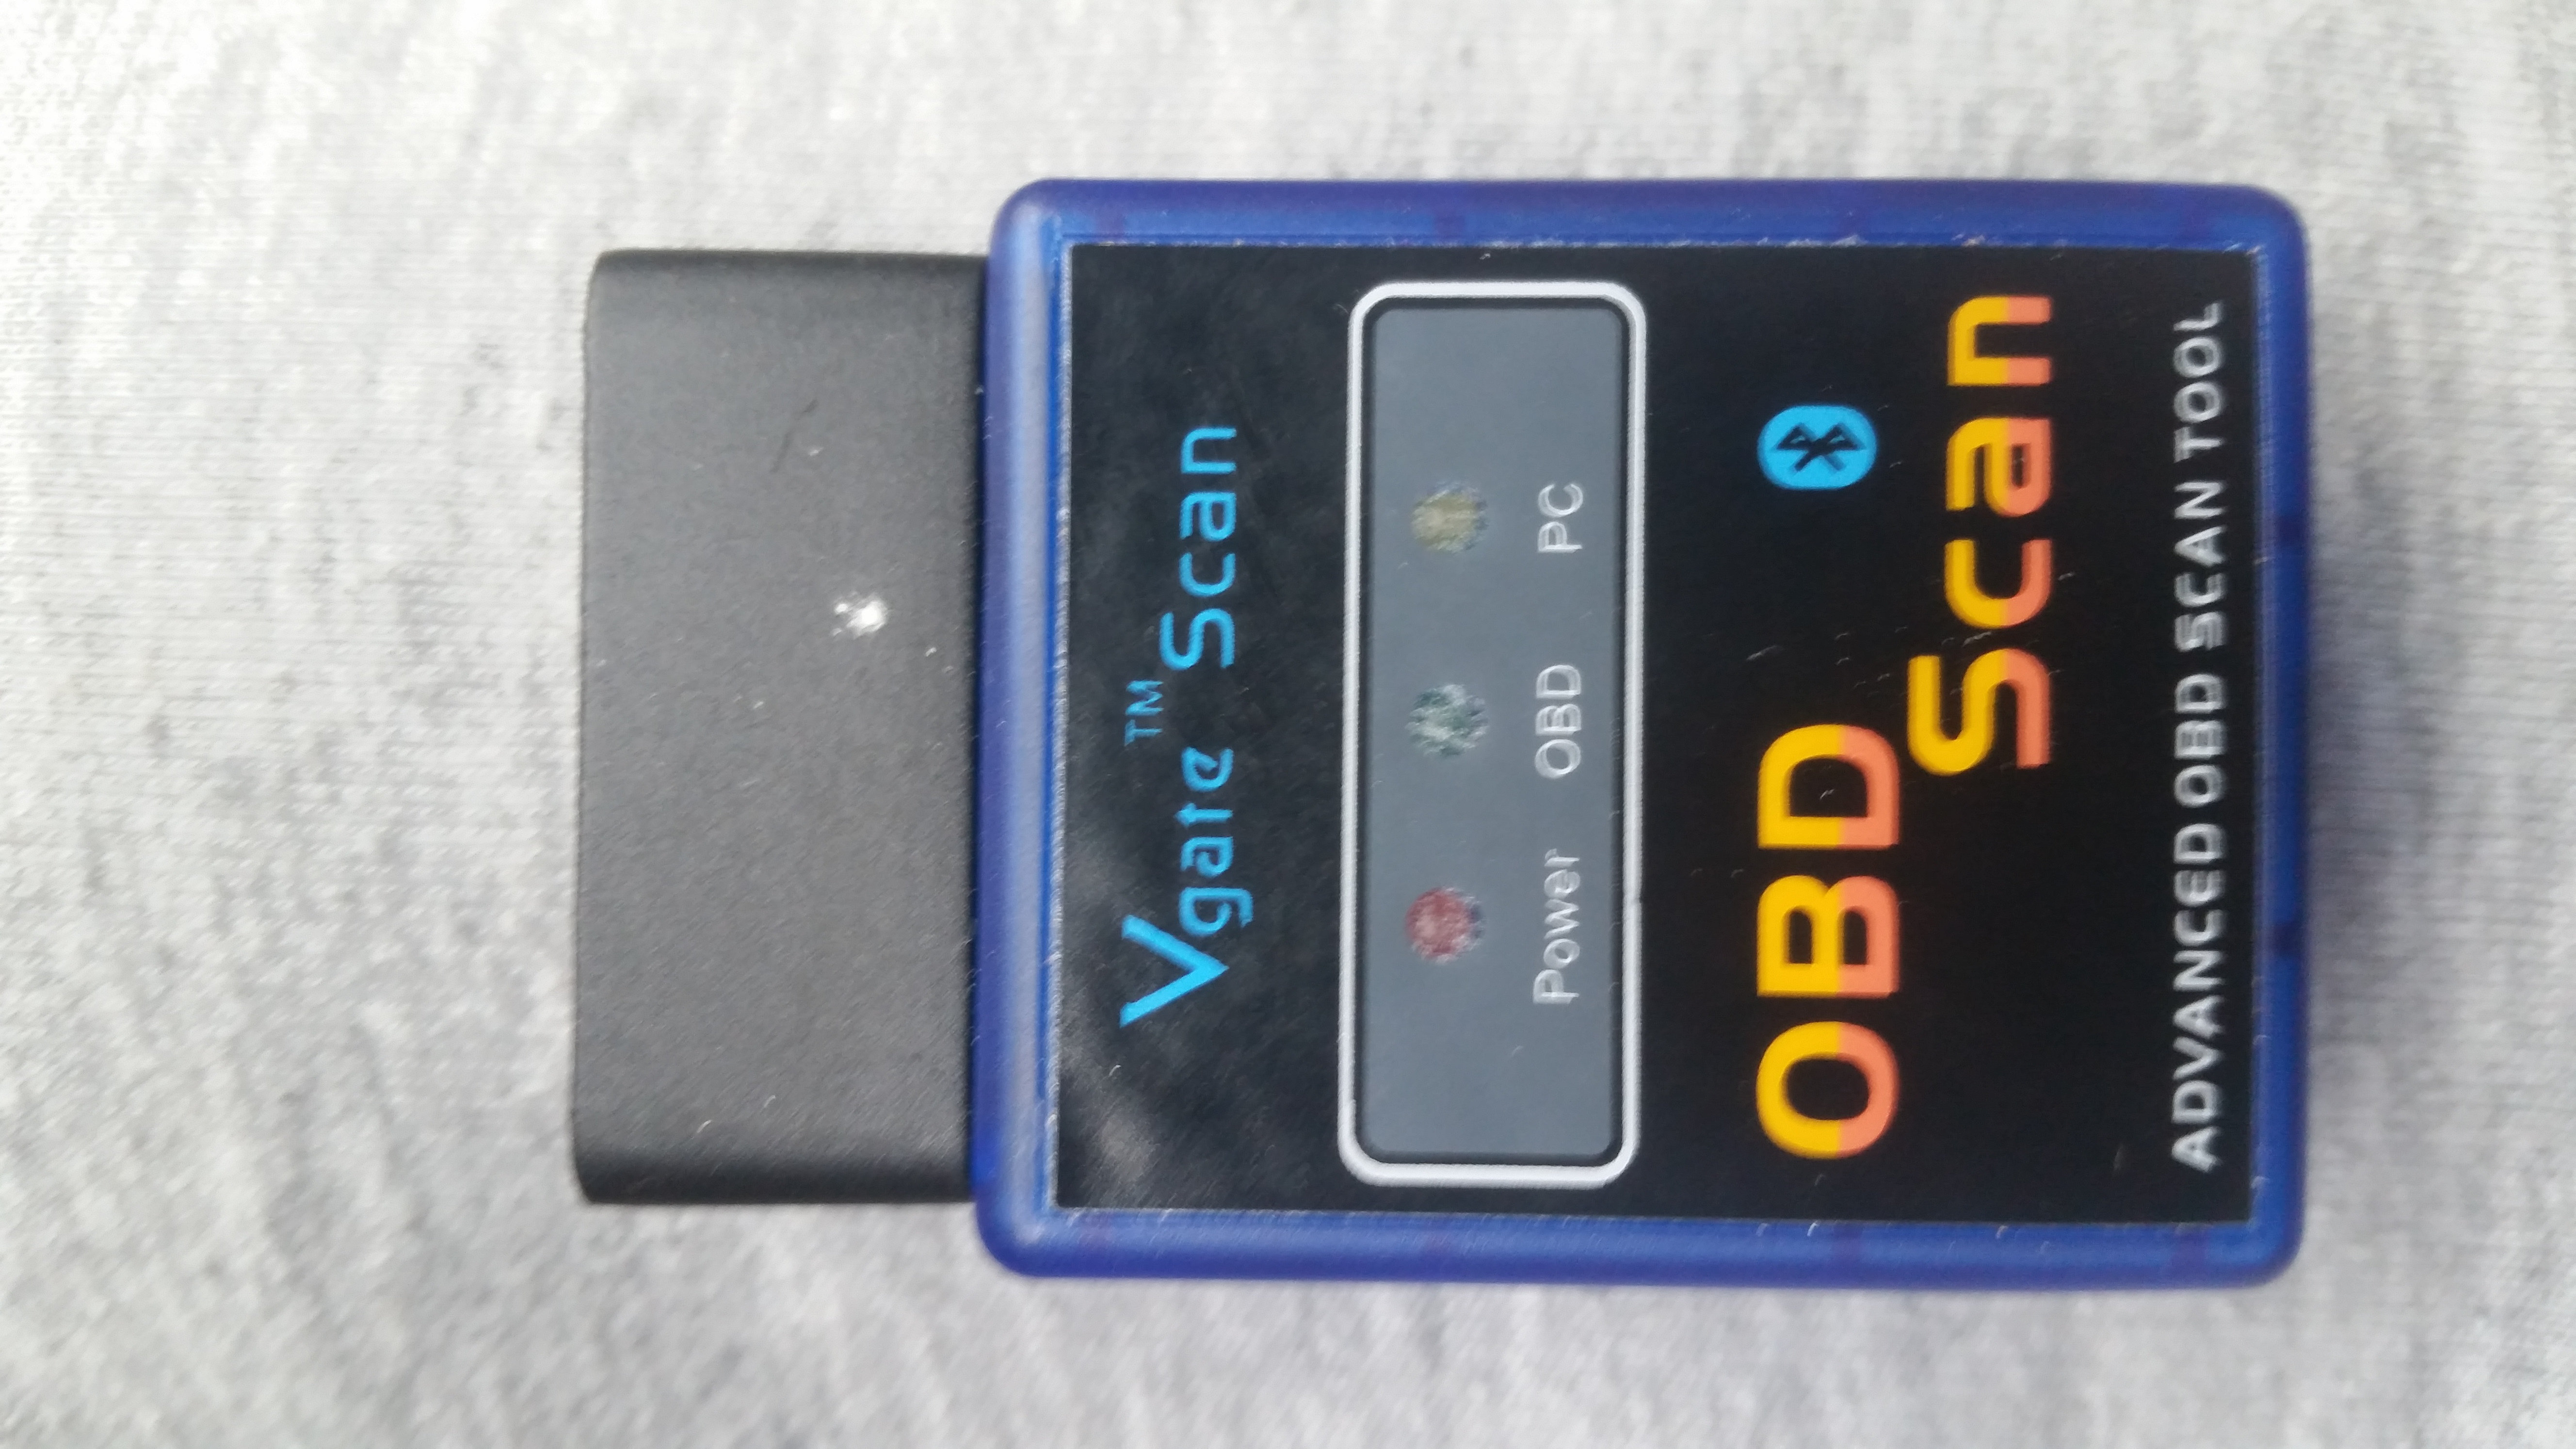 Vgate™ Scan
Power OBD PC
OBD
Scan
ADVANCED OBD SCAN TOOL